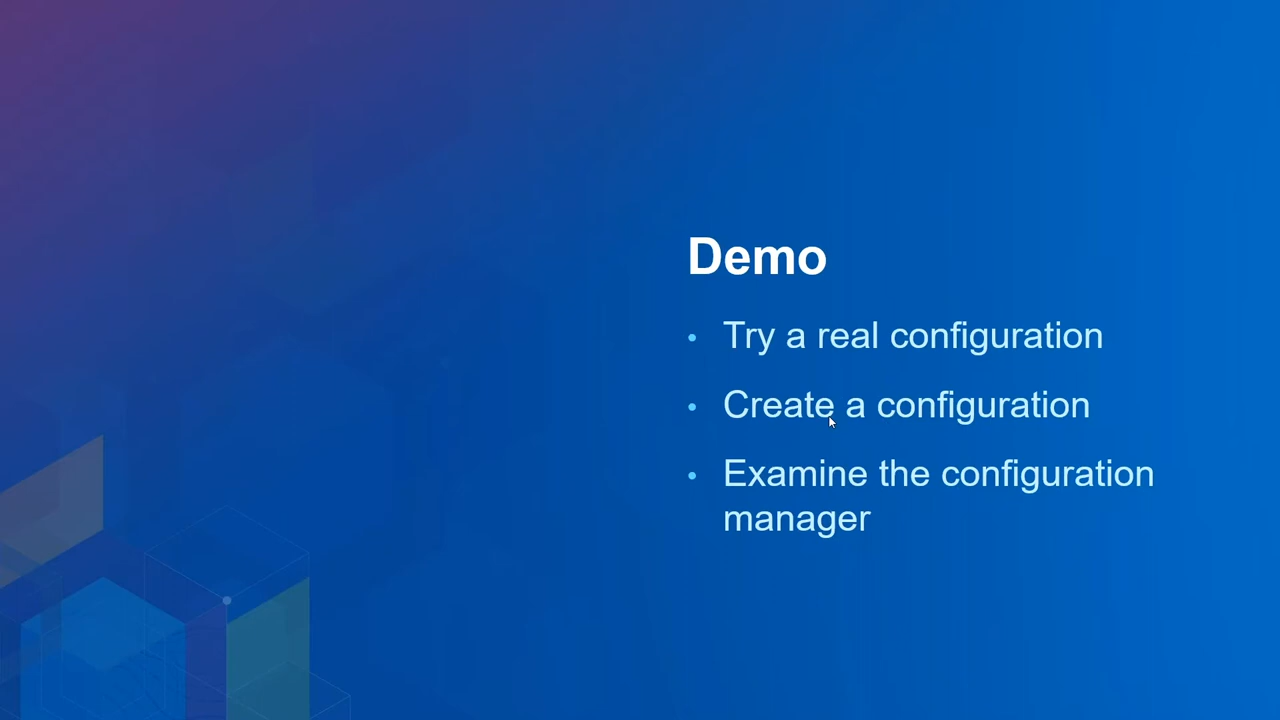 Demo
• Try a real configuration
• Create a configuration
• Examine the configuration
manager